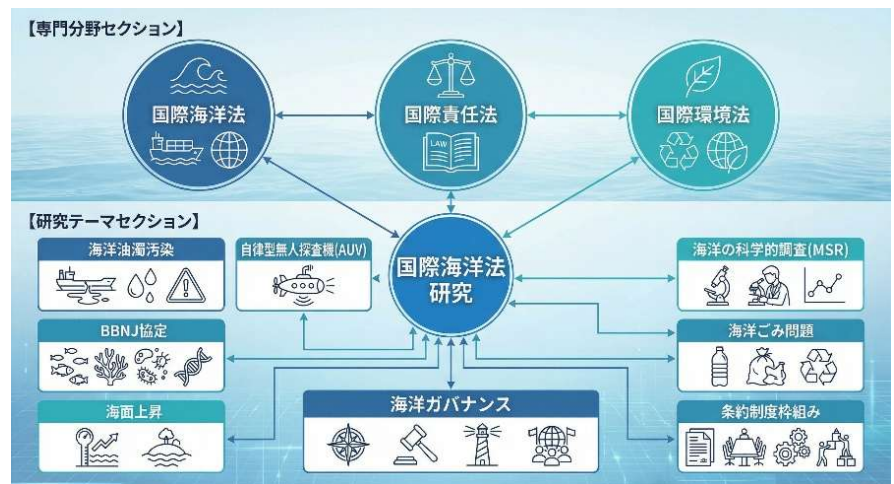 【専門分野セクション】
国際海洋法
国際責任法
LAW
国際環境法
【研究テーマセクション】
海洋油濁汚染
自律型無人探査機(AUV)
国際海洋法
研究
海洋の科学的調査(MSR)
BBNJ協定
海洋ごみ問題
海面上昇
海洋ガバナンス
条約制度枠組み